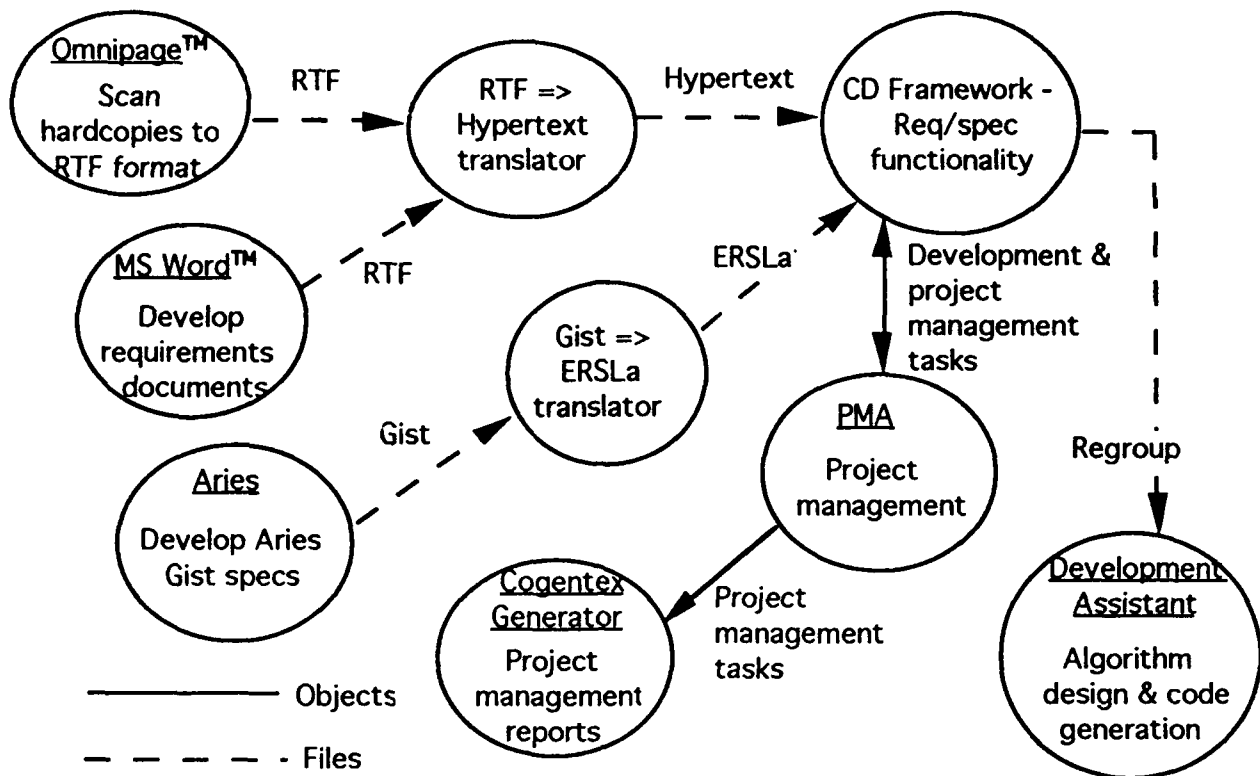 Omnipage™
Scan
hardcopies to
RTF format
RTF
RTF =>
Hypertext
translator
Hypertext
CD Framework -
Req/spec
functionality
MS Word™
Develop
requirements
documents
RTF
Gist =>
ERSLa
translator
ERSLa
Development &
project
management
tasks
Aries
Develop Aries
Gist specs
Gist
PMA
Project
management
Regroup
Cogentex
Generator
Project
management
reports
Project
management
tasks
Development
Assistant
Algorithm
design & code
generation
Objects
Files